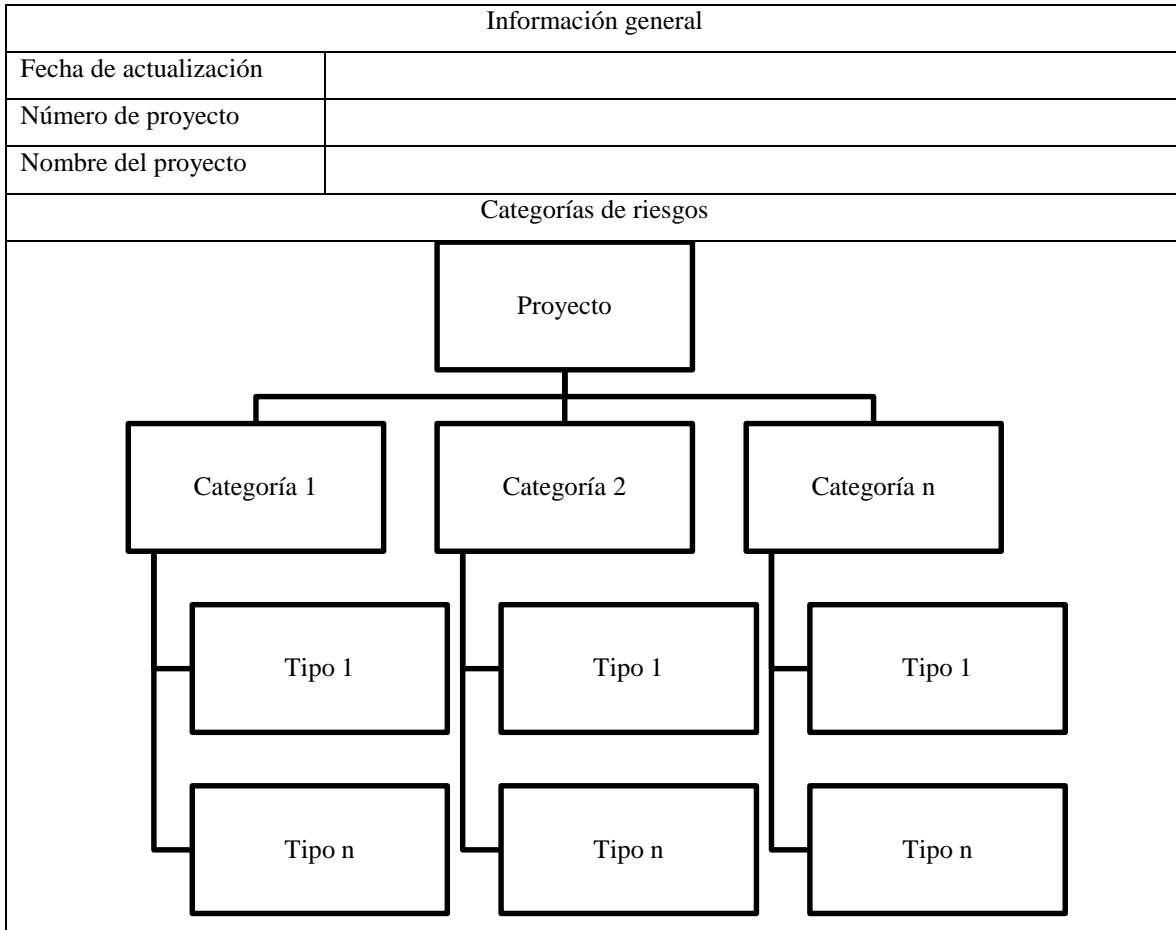 Información general
Fecha de actualización
Número de proyecto
Nombre del proyecto
Categorías de riesgos
Proyecto
Categoría 1
Categoría 2
Categoría n
Tipo 1
Tipo 1
Tipo 1
Tipo n
Tipo n
Tipo n